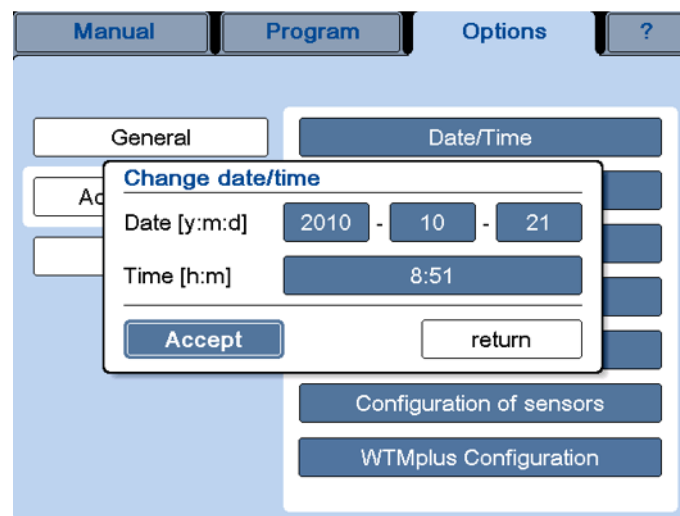 Manual Program Options ?
General Date/Time
Change date/time
Date [y:m:d] 2010 - 10 - 21
Time [h:m] 8:51
Accept return
Configuration of sensors
WTMplus Configuration